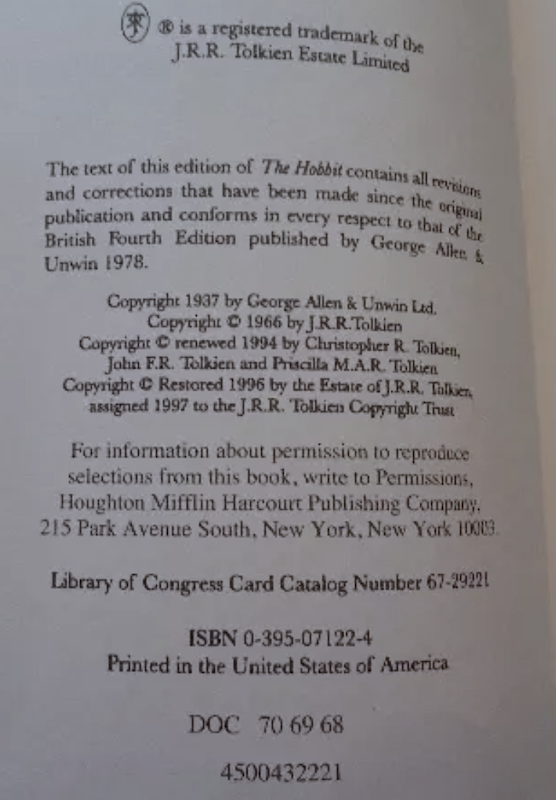 ® is a registered trademark of the
J.R.R. Tolkien Estate Limited
The text of this edition of The Hobbit contains all revisions
and corrections that have been made since the original
publication and conforms in every respect to that of the
British Fourth Edition published by George Allen &
Unwin 1978.
Copyright 1937 by George Allen & Unwin Ltd.
Copyright © 1966 by J.R.R.Tolkien
Copyright © renewed 1994 by Christopher R. Tolkien,
John F.R. Tolkien and Priscilla M.A.R. Tolkien
Copyright © Restored 1996 by the Estate of J.R.R. Tolkien,
assigned 1997 to the J.R.R. Tolkien Copyright Trust
For information about permission to reproduce
selections from this book, write to Permissions,
Houghton Mifflin Harcourt Publishing Company,
215 Park Avenue South, New York, New York 10003.
Library of Congress Card Catalog Number 67-29221
ISBN 0-395-07122-4
Printed in the United States of America
DOC 70 69 68
4500432221